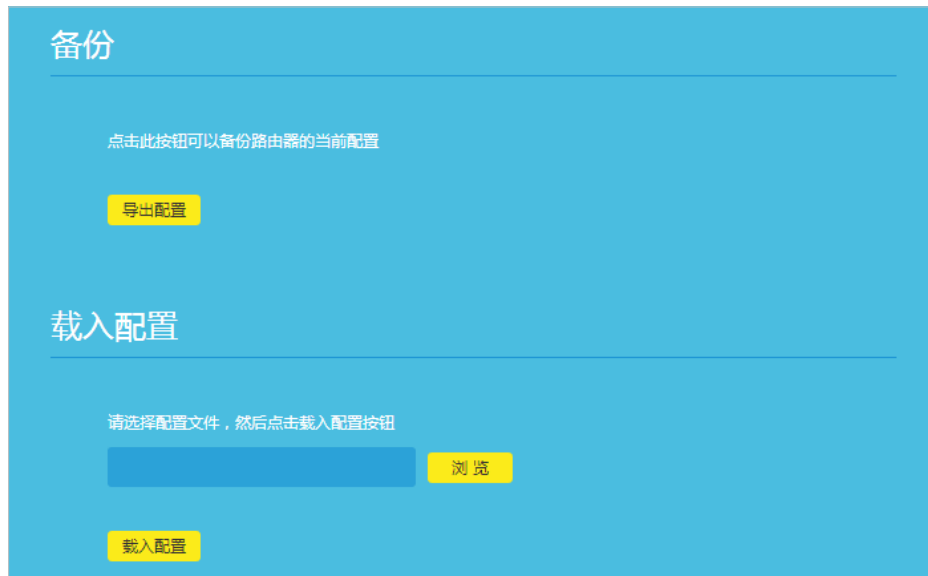 备份
点击此按钮可以备份路由器的当前配置
导出配置
载入配置
请选择配置文件，然后点击载入配置按钮
浏 览
载入配置